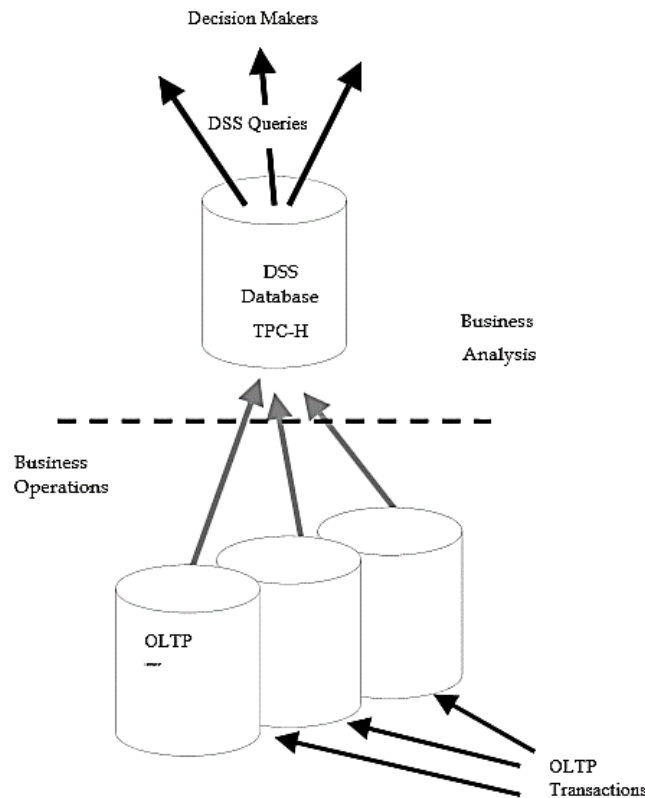 Decision Makers
DSS Queries
DSS
Database
TPC-H
Business
Analysis
Business
Operations
OLTP
OLTP
Transactions